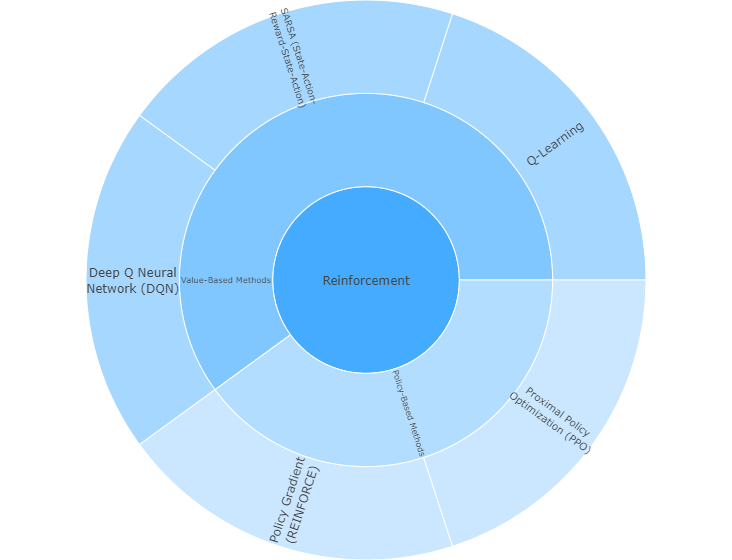 SARSA (State-Action-
Reward-State-Action)
Q-Learning
Deep Q Neural
Network (DQN)
Value-Based Methods
Reinforcement
Policy-Based Methods
Proximal Policy
Optimization (PPO)
Policy Gradient
(REINFORCE)